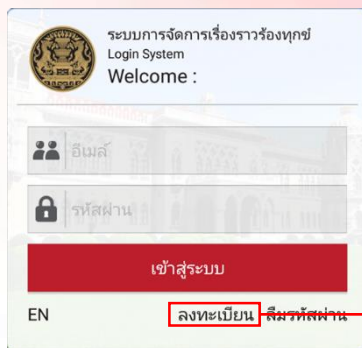 ระบบการจัดการเรื่องราวร้องทุกข์
Login System
Welcome :
อีเมล์
รหัสผ่าน
เข้าสู่ระบบ
EN ลงทะเบียน ลืมรหัสผ่าน